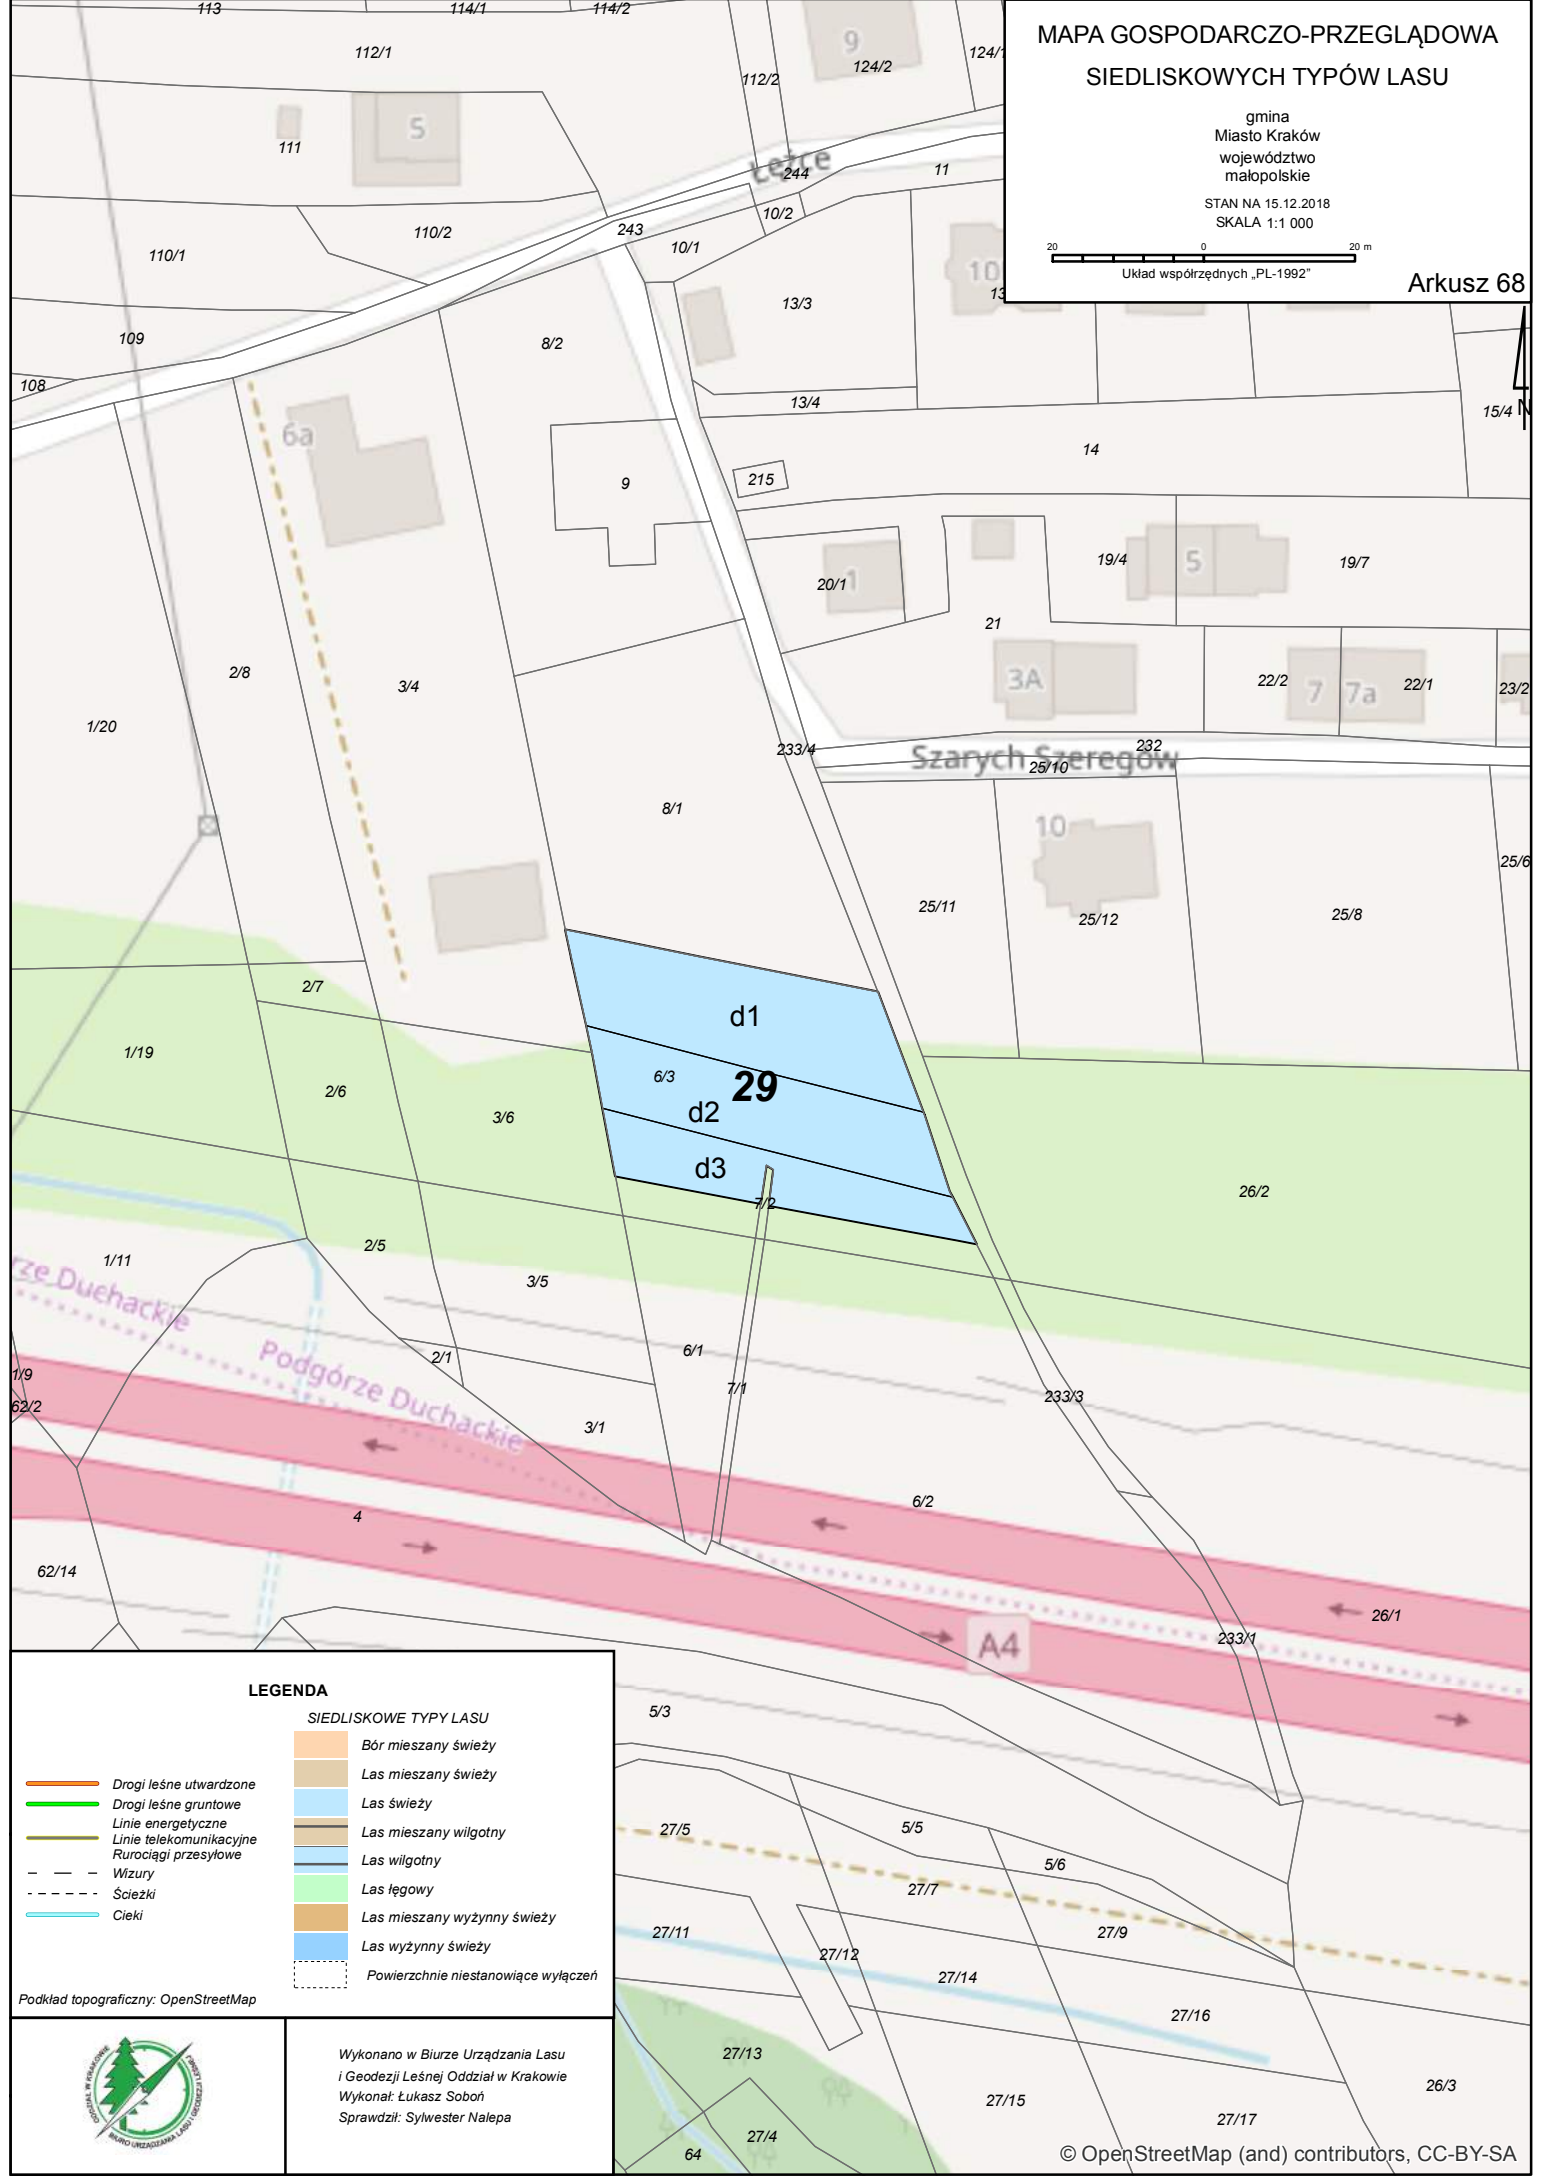 MAPA GOSPODARCZO-PRZEGLĄDOWA
SIEDLISKOWYCH TYPÓW LASU
gmina
Miasto Kraków
województwo
małopolskie
STAN NA 15.12.2018
SKALA 1:1 000
20 0 20 m
Układ współrzędnych „PL-1992”
Arkusz 68
N
113 114/1 114/2
112/1
9
124/2
124/1
112/2
5
111
Łężce
244
11
10/2
110/2
243
10/1
110/1
10
13/3
109
8/2
108
13/4
15/4
6a
14
9
215
19/4
5
19/7
20/1
1
21
2/8
3/4
3A
22/2
7
7a
22/1
23/2
1/20
233/4
232
Szarych Szeregów
25/10
8/1
10
25/6
25/11
25/12
25/8
2/7
d1
1/19
6/3
29
2/6
3/6
d2
d3
26/2
7/2
2/5
1/11
3/5
rze Duchackie
6/1
Podgórze Duchackie
2/1
1/9
7/1
233/3
62/2
3/1
6/2
4
62/14
26/1
233/1
A4
5/3
27/5
5/5
5/6
27/7
27/11
27/9
27/12
27/14
27/16
27/13
26/3
27/15
27/17
27/4
64
LEGENDA
SIEDLISKOWE TYPY LASU
Bór mieszany świeży
Las mieszany świeży
Las świeży
Las mieszany wilgotny
Las wilgotny
Las łęgowy
Las mieszany wyżynny świeży
Las wyżynny świeży
Powierzchnie niestanowiące wyłączeń
Drogi leśne utwardzone
Drogi leśne gruntowe
Linie energetyczne
Linie telekomunikacyjne
Rurociągi przesyłowe
Wizury
Ścieżki
Cieki
Podkład topograficzny: OpenStreetMap
ODDZIAŁ W KRAKOWIE
BIURO URZĄDZANIA LASU I GEODEZJI LEŚNEJ
Wykonano w Biurze Urządzania Lasu
i Geodezji Leśnej Oddział w Krakowie
Wykonał: Łukasz Soboń
Sprawdził: Sylwester Nalepa
© OpenStreetMap (and) contributors, CC-BY-SA